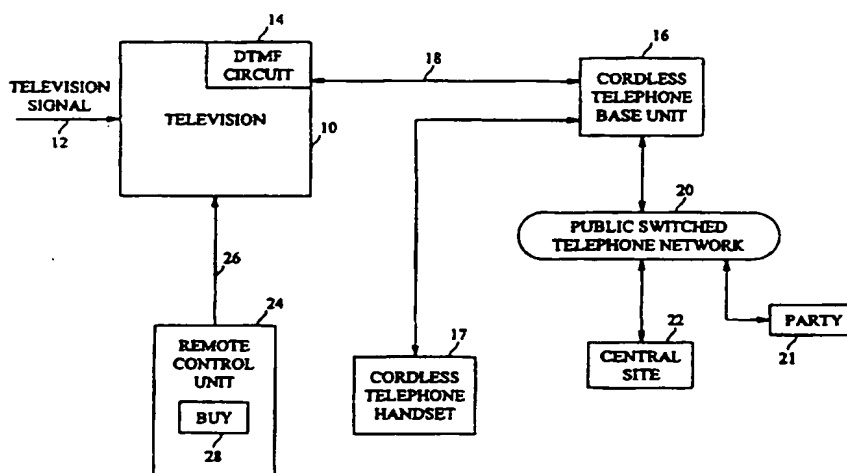 14
DTMF
CIRCUIT
TELEVISION
SIGNAL
12
TELEVISION
10
18
16
CORDLESS
TELEPHONE
BASE UNIT
20
PUBLIC SWITCHED
TELEPHONE NETWORK
26
24
REMOTE
CONTROL
UNIT
BUY
28
17
CORDLESS
TELEPHONE
HANDSET
22
CENTRAL
SITE
PARTY
21